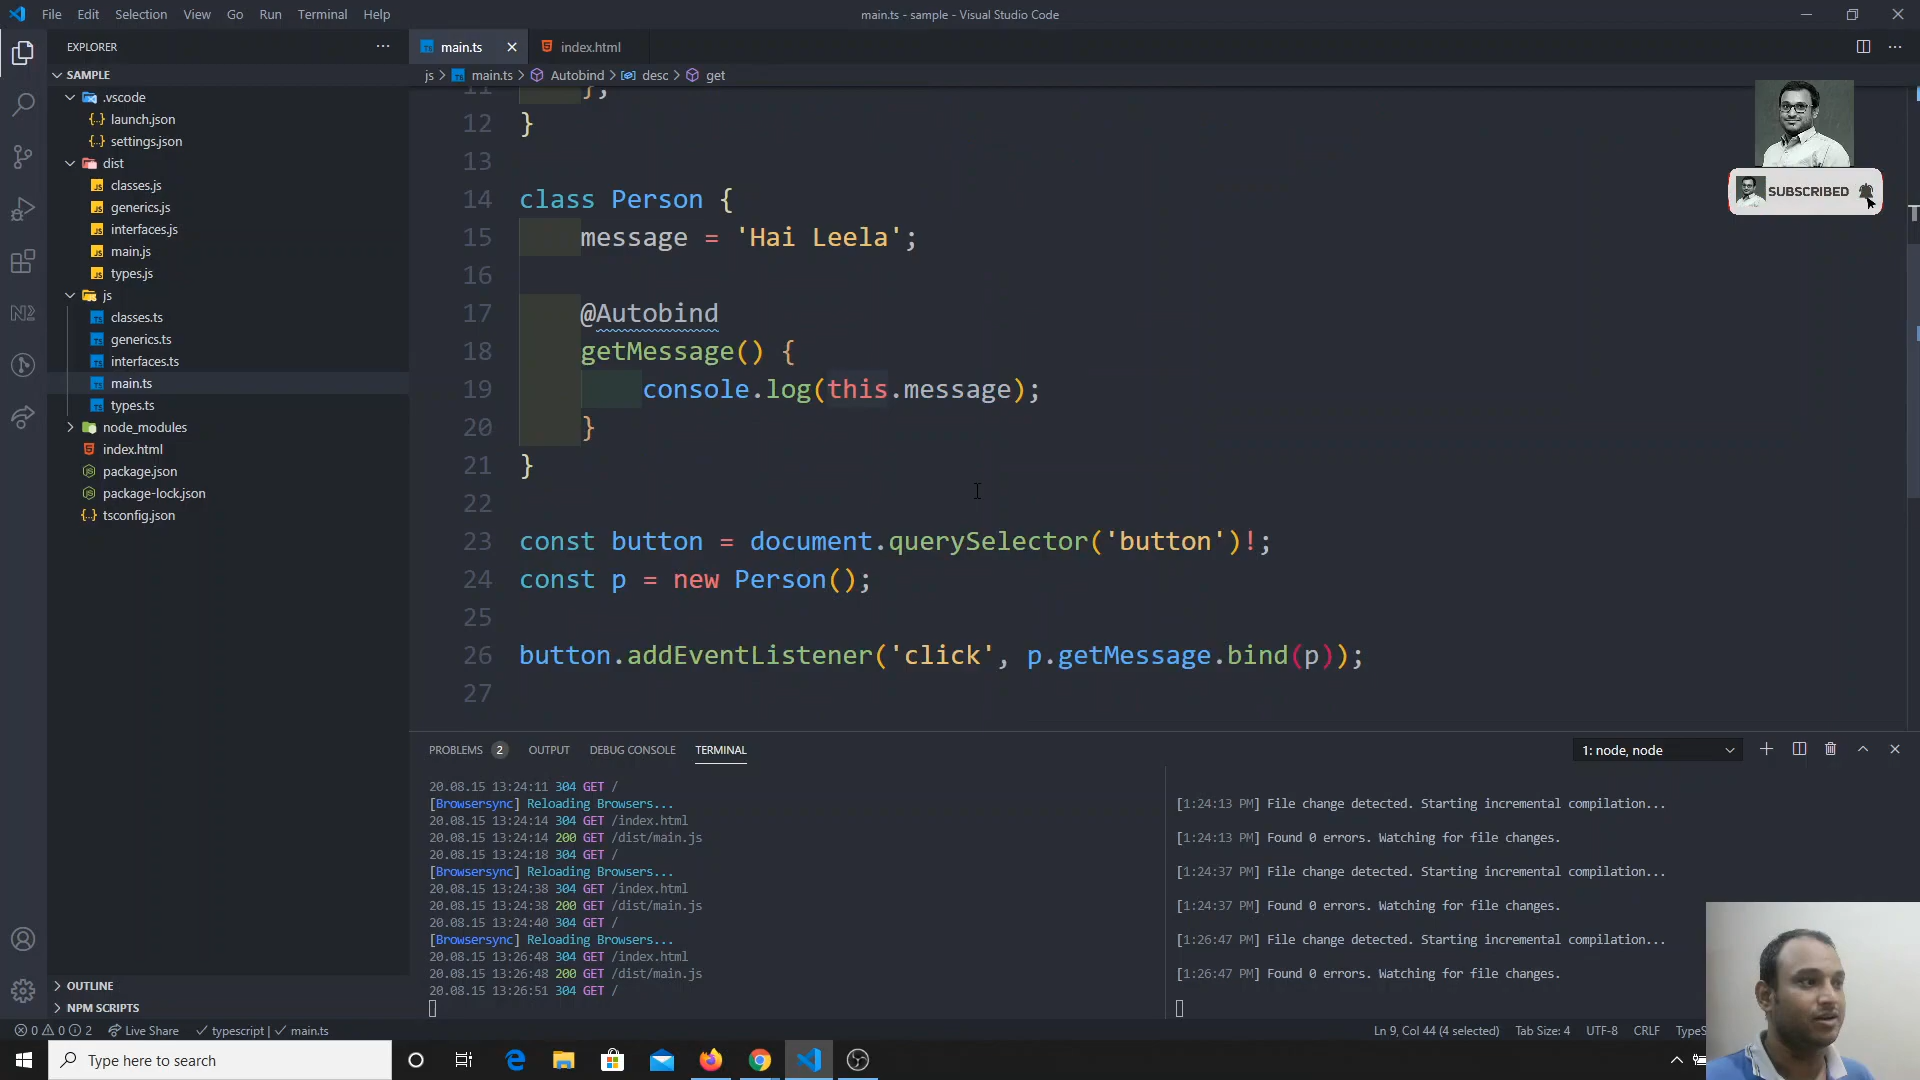 File Edit Selection View Go Run Terminal Help
main.ts - sample - Visual Studio Code
EXPLORER
SAMPLE
.vscode
launch.json
settings.json
dist
classes.js
generics.js
interfaces.js
main.js
types.js
js
classes.ts
generics.ts
interfaces.ts
main.ts
types.ts
node_modules
index.html
package.json
package-lock.json
tsconfig.json
OUTLINE
NPM SCRIPTS
main.ts
index.html
js > main.ts > Autobind > desc > get
11 };
12 }
13
14 class Person {
15 message = 'Hai Leela';
16
17 @Autobind
18 getMessage() {
19 console.log(this.message);
20 }
21 }
22
23 const button = document.querySelector('button')!;
24 const p = new Person();
25
26 button.addEventListener('click', p.getMessage.bind(p));
27
SUBSCRIBED
PROBLEMS 2 OUTPUT DEBUG CONSOLE TERMINAL
1: node, node
20.08.15 13:24:11 304 GET /
[Browsersync] Reloading Browsers...
20.08.15 13:24:14 304 GET /index.html
20.08.15 13:24:14 200 GET /dist/main.js
20.08.15 13:24:18 304 GET /
[Browsersync] Reloading Browsers...
20.08.15 13:24:38 304 GET /index.html
20.08.15 13:24:38 200 GET /dist/main.js
20.08.15 13:24:40 304 GET /
[Browsersync] Reloading Browsers...
20.08.15 13:26:48 304 GET /index.html
20.08.15 13:26:48 200 GET /dist/main.js
20.08.15 13:26:51 304 GET /
[1:24:13 PM] File change detected. Starting incremental compilation...
[1:24:13 PM] Found 0 errors. Watching for file changes.
[1:24:37 PM] File change detected. Starting incremental compilation...
[1:24:37 PM] Found 0 errors. Watching for file changes.
[1:26:47 PM] File change detected. Starting incremental compilation...
[1:26:47 PM] Found 0 errors. Watching for file changes.
0 0 2 Live Share typescript | main.ts
Ln 9, Col 44 (4 selected) Tab Size: 4 UTF-8 CRLF TypeS
Type here to search